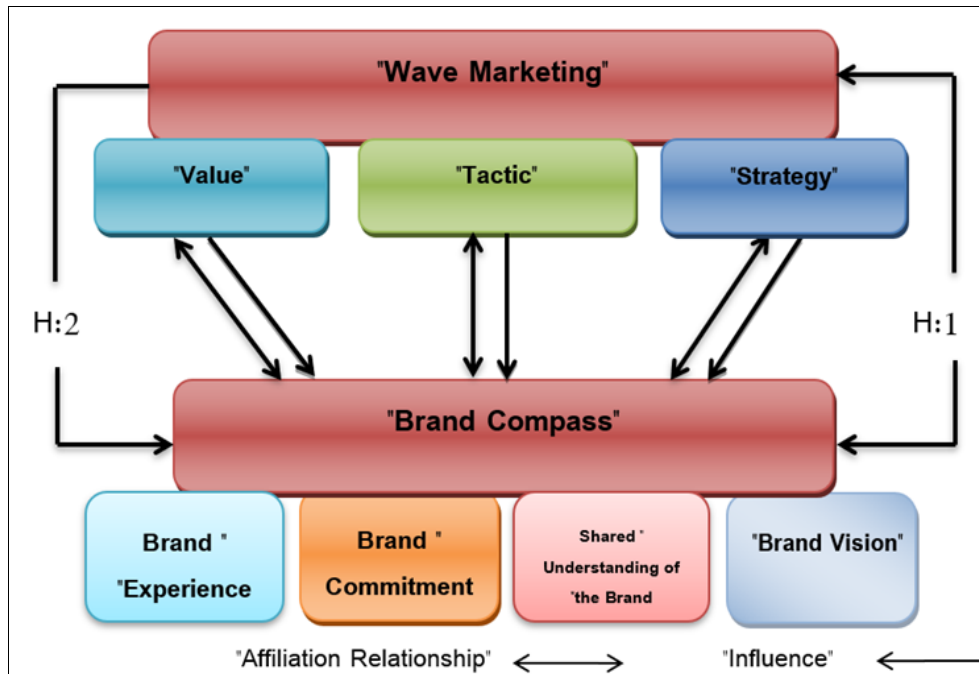 "Wave Marketing"
"Value"
"Tactic"
"Strategy"
H:2
H:1
"Brand Compass"
Brand "
"Experience
Brand "
Commitment
Shared "
Understanding of
"the Brand
"Brand Vision"
"Affiliation Relationship"
"Influence"